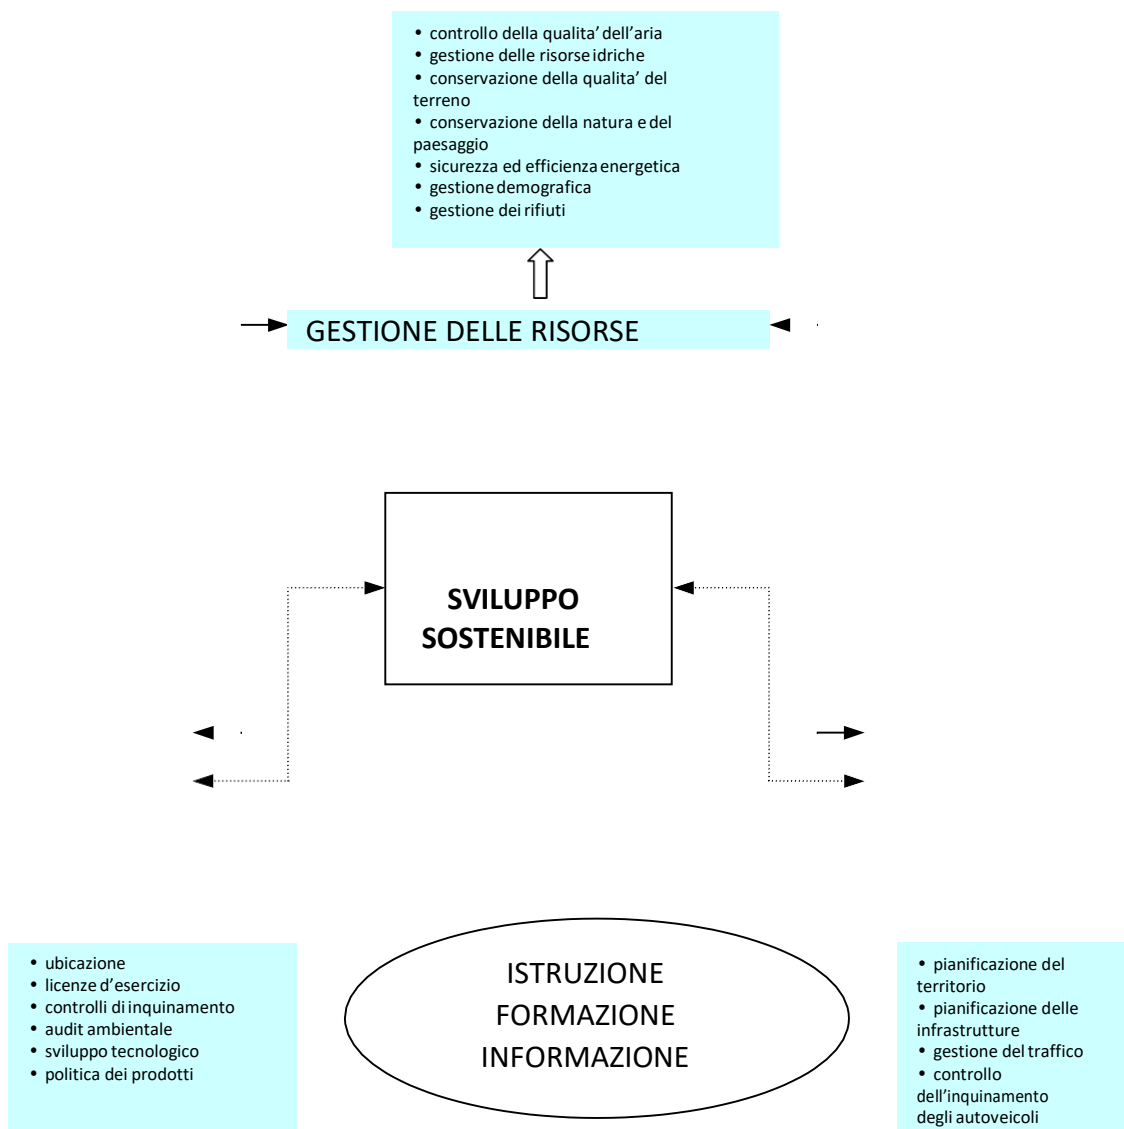 • controllo della qualita’ dell’aria
• gestione delle risorse idriche
• conservazione della qualita’ del
terreno
• conservazione della natura e del
paesaggio
• sicurezza ed efficienza energetica
• gestione demografica
• gestione dei rifiuti
GESTIONE DELLE RISORSE
SVILUPPO
SOSTENIBILE
• ubicazione
• licenze d’esercizio
• controlli di inquinamento
• audit ambientale
• sviluppo tecnologico
• politica dei prodotti
ISTRUZIONE
FORMAZIONE
INFORMAZIONE
• pianificazione del
territorio
• pianificazione delle
infrastrutture
• gestione del traffico
• controllo
dell’inquinamento
degli autoveicoli